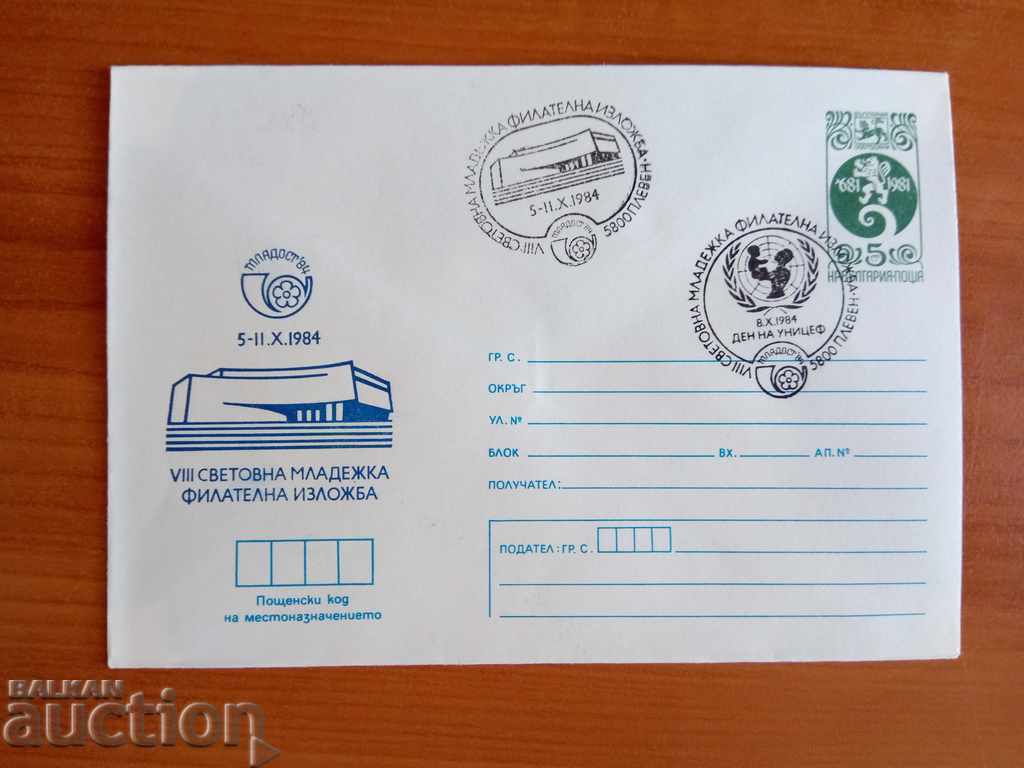 МЛАДОСТ'84
5-11.X.1984
VIII СВЕТОВНА МЛАДЕЖКА
ФИЛАТЕЛНА ИЗЛОЖБА
Пощенски код
на местоназначението
VIII СВЕТОВНА МЛАДЕЖКА ФИЛАТЕЛНА ИЗЛОЖБА • 5800 ПЛЕВЕН
5-11.X.1984
МЛАДОСТ'84
VIII СВЕТОВНА МЛАДЕЖКА ФИЛАТЕЛНА ИЗЛОЖБА • 5800 ПЛЕВЕН
8.X.1984
ДЕН НА УНИЦЕФ
МЛАДОСТ'84
681 1981
5
НР БЪЛГАРИЯ•ПОЩА
ГР. С.
ОКРЪГ
УЛ. №
БЛОК ВХ. АП. №
ПОЛУЧАТЕЛ:
ПОДАТЕЛ: ГР. С.
BALKAN
auction